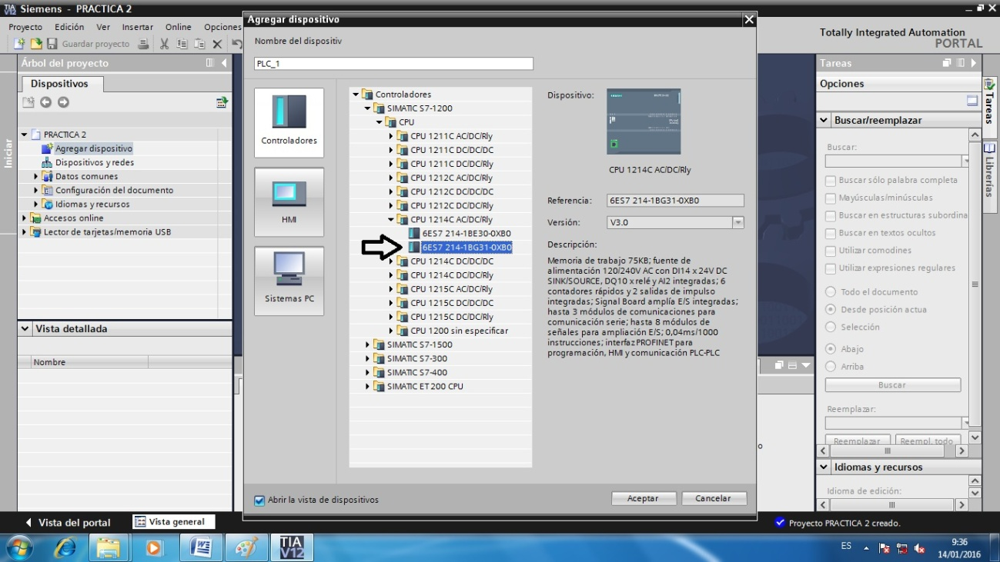 TIA V12 Siemens - PRACTICA 2
Proyecto Edición Ver Insertar Online Opciones
Guardar proyecto
Totally Integrated Automation
PORTAL
Árbol del proyecto
Dispositivos
Iniciar
PRACTICA 2
Agregar dispositivo
Dispositivos y redes
Datos comunes
Configuración del documento
Idiomas y recursos
Accesos online
Lector de tarjetas/memoria USB
Vista detallada
Nombre
Agregar dispositivo
Nombre del dispositiv
PLC_1
Controladores
HMI
Sistemas PC
Controladores
SIMATIC S7-1200
CPU
CPU 1211C AC/DC/Rly
CPU 1211C DC/DC/DC
CPU 1211C DC/DC/Rly
CPU 1212C AC/DC/Rly
CPU 1212C DC/DC/DC
CPU 1212C DC/DC/Rly
CPU 1214C AC/DC/Rly
6ES7 214-1BE30-0XB0
6ES7 214-1BG31-0XB0
CPU 1214C DC/DC/DC
CPU 1214C DC/DC/Rly
CPU 1215C AC/DC/Rly
CPU 1215C DC/DC/DC
CPU 1215C DC/DC/Rly
CPU 1200 sin especificar
SIMATIC S7-1500
SIMATIC S7-300
SIMATIC S7-400
SIMATIC ET 200 CPU
Dispositivo:
CPU 1214C AC/DC/Rly
Referencia: 6ES7 214-1BG31-0XB0
Versión: V3.0
Descripción:
Memoria de trabajo 75KB; fuente de
alimentación 120/240V AC con DI14 x 24V DC
SINK/SOURCE, DQ10 x relé y AI2 integradas; 6
contadores rápidos y 2 salidas de impulso
integradas; Signal Board amplía E/S integradas;
hasta 3 módulos de comunicaciones para
comunicación serie; hasta 8 módulos de
señales para ampliación E/S; 0,04ms/1000
instrucciones; interfaz PROFINET para
programación, HMI y comunicación PLC-PLC
Abrir la vista de dispositivos
Aceptar Cancelar
Tareas
Opciones
Buscar/reemplazar
Buscar:
Buscar sólo palabra completa
Mayúsculas/minúsculas
Buscar en estructuras subordina
Buscar en textos ocultos
Utilizar comodines
Utilizar expresiones regulares
Todo el documento
Desde posición actua
Selección
Abajo
Arriba
Buscar
Reemplazar:
Reemplazar Reempl. todo
Idiomas y recursos
Idioma de edición:
Tareas
Librerías
o
Vista del portal Vista general
Proyecto PRACTICA 2 creado.
TIA
V12
ES
9:36
14/01/2016